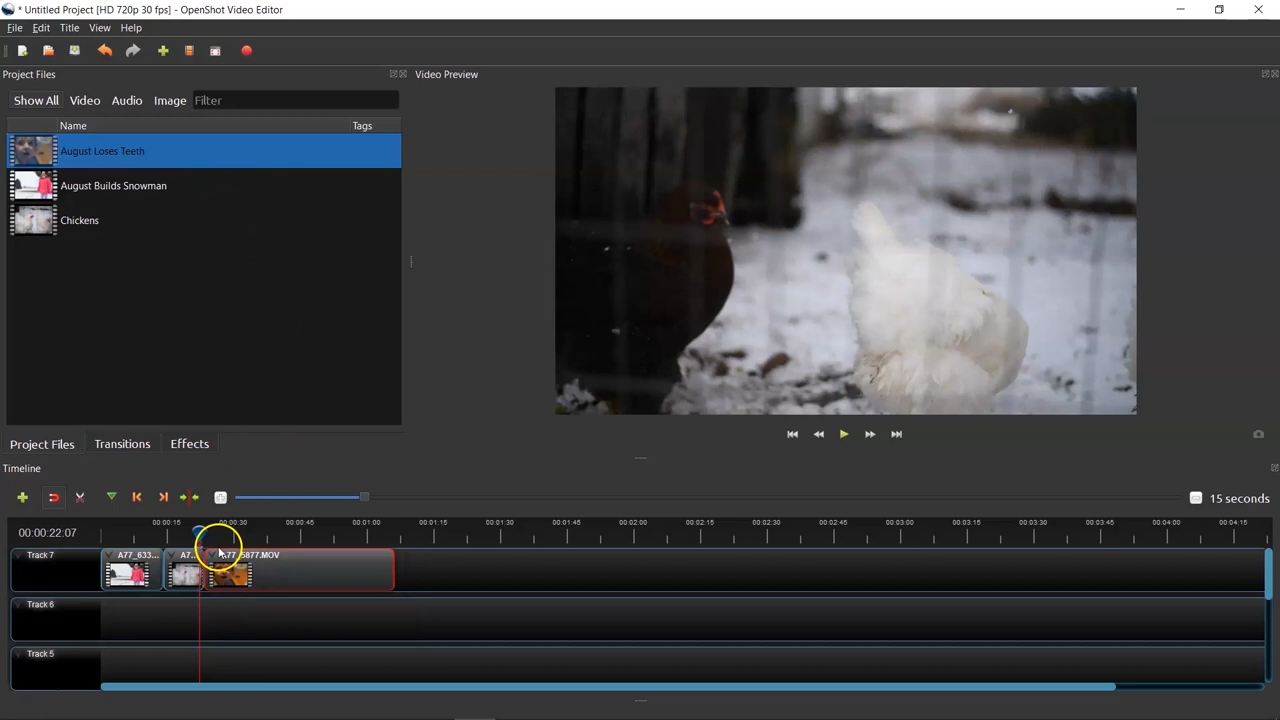 * Untitled Project [HD 720p 30 fps] - OpenShot Video Editor
File Edit Title View Help
Project Files
Video Preview
Show All Video Audio Image Filter
Name Tags
August Loses Teeth
August Builds Snowman
Chickens
Project Files Transitions Effects
Timeline
15 seconds
00:00:22:07
00:00:15 00:00:30 00:00:45 00:01:00 00:01:15 00:01:30 00:01:45 00:02:00 00:02:15 00:02:30 00:02:45 00:03:00 00:03:15 00:03:30 00:03:45 00:04:00 00:04:15
Track 7 A77_633... A7... 5877.MOV
Track 6
Track 5